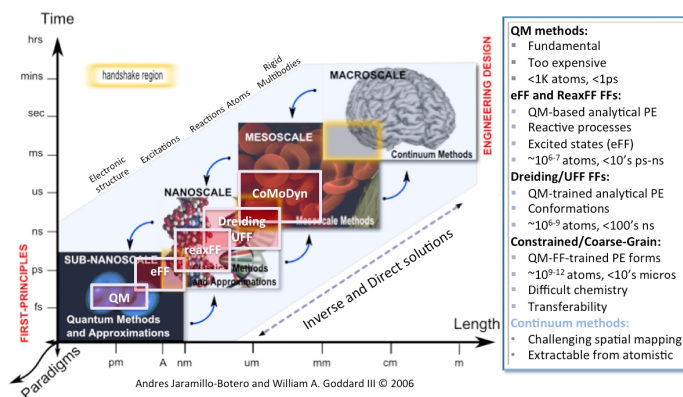 Time
hrs
mins
sec
ms
us
ns
ps
fs
handshake region
Electronic
structure
Excitations
Reactions
Atoms
Rigid
Multibodies
MACROSCALE
Continuum Methods
MESOSCALE
CoMoDyn
Mesoscale Methods
NANOSCALE
Dreiding
UFF
reaxFF
Methods
and Approximations
SUB-NANOSCALE
eFF
QM
Quantum Methods
and Approximations
FIRST-PRINCIPLES
ENGINEERING DESIGN
Inverse and Direct solutions
Length
pm
A
nm
um
mm
cm
m
Paradigms
Andres Jaramillo-Botero and William A. Goddard III © 2006
QM methods:
▪ Fundamental
▪ Too expensive
▪ <1K atoms, <1ps
eFF and ReaxFF FFs:
▪ QM-based analytical PE
▪ Reactive processes
▪ Excited states (eFF)
▪ ~10⁶⁻⁷ atoms, <10's ps-ns
Dreiding/UFF FFs:
▪ QM-trained analytical PE
▪ Conformations
▪ ~10⁶⁻⁹ atoms, <100's ns
Constrained/Coarse-Grain:
▪ QM-FF-trained PE forms
▪ ~10⁹⁻¹² atoms, <10's micros
▪ Difficult chemistry
▪ Transferability
Continuum methods:
▪ Challenging spatial mapping
▪ Extractable from atomistic